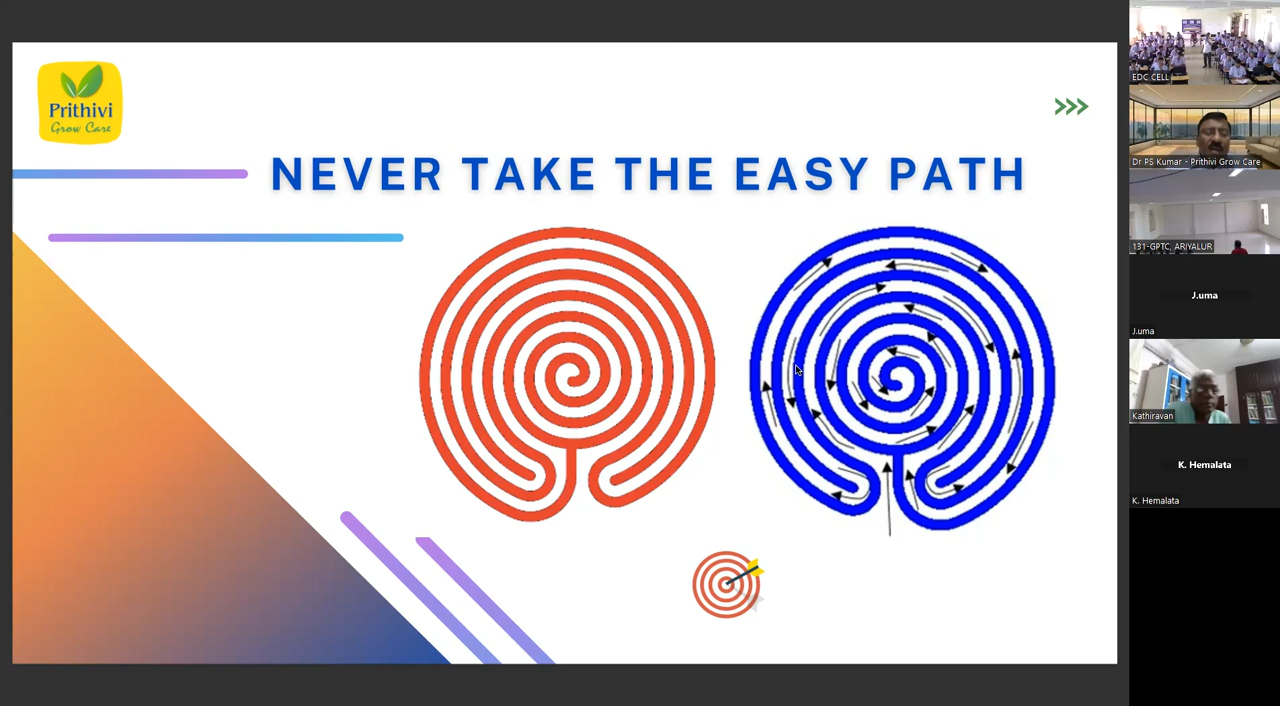 Prithivi
Grow Care
NEVER TAKE THE EASY PATH
EDC CELL
Dr PS Kumar - Prithivi Grow Care
131-GPTC, ARIYALUR
J.uma
J.uma
Kathiravan
K. Hemalata
K. Hemalata